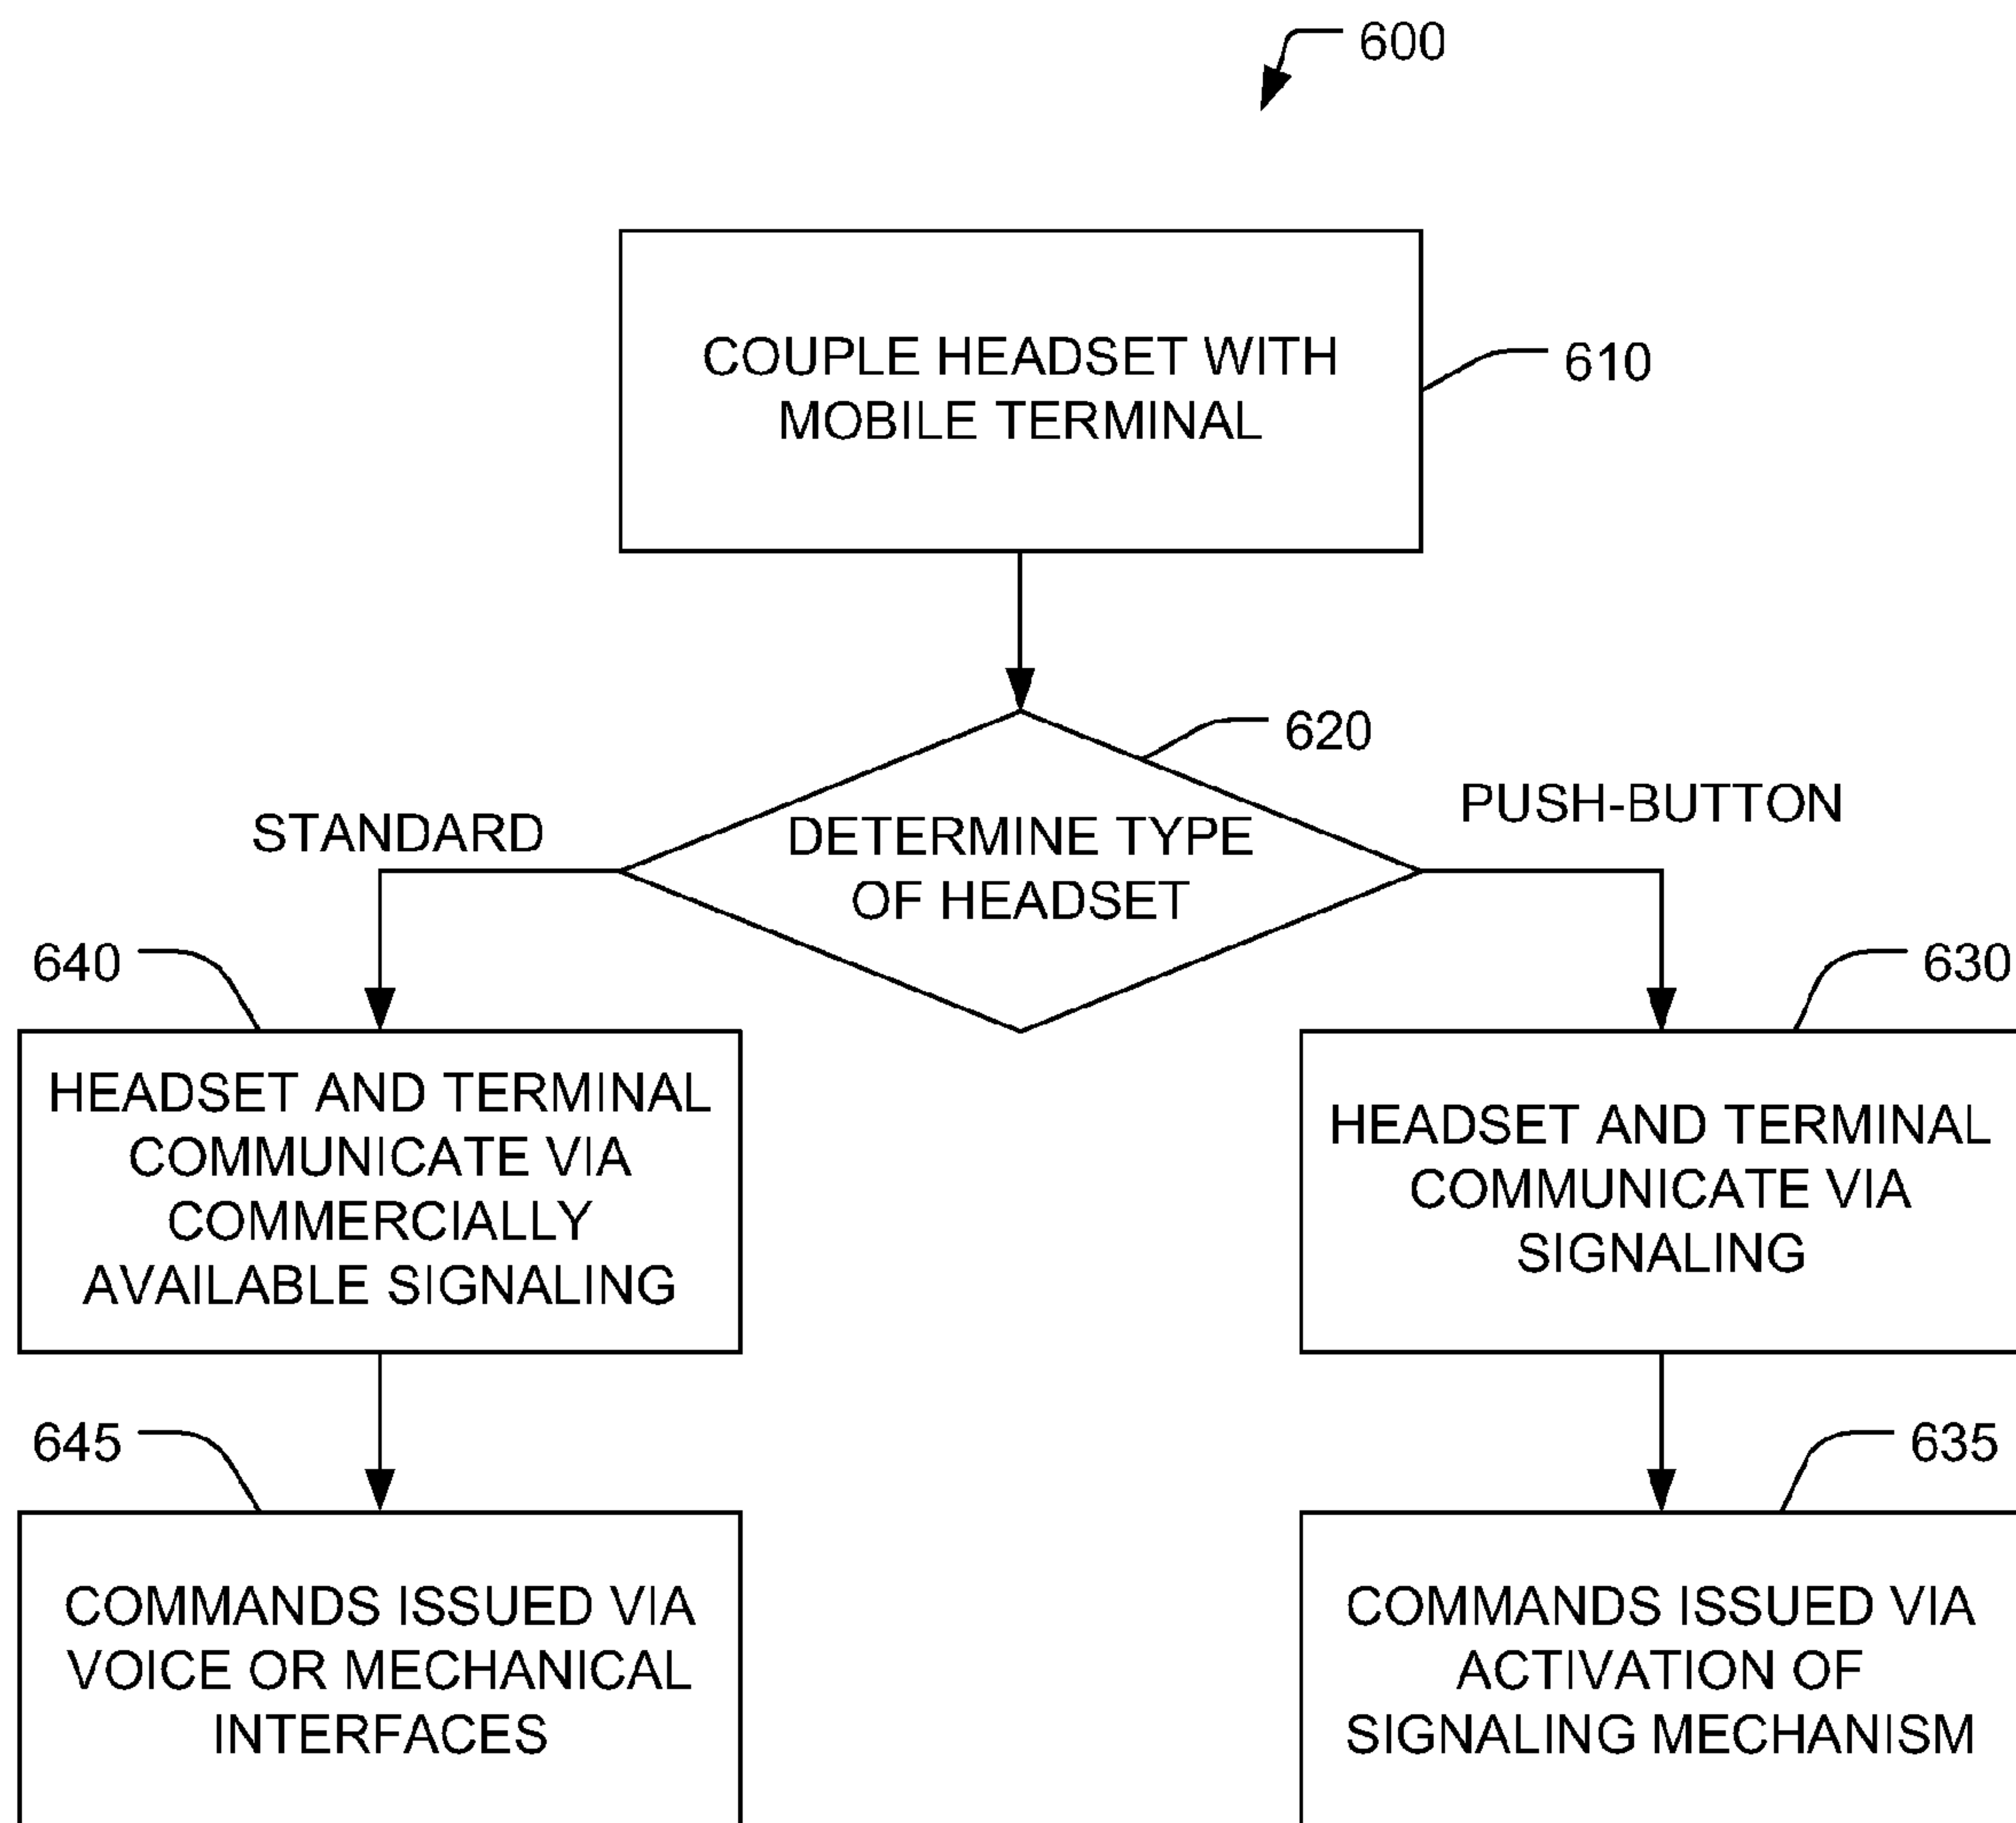 600
COUPLE HEADSET WITH
MOBILE TERMINAL
610
620
STANDARD
PUSH-BUTTON
DETERMINE TYPE
OF HEADSET
640
630
HEADSET AND TERMINAL
COMMUNICATE VIA
COMMERCIALLY
AVAILABLE SIGNALING
HEADSET AND TERMINAL
COMMUNICATE VIA
SIGNALING
645
635
COMMANDS ISSUED VIA
VOICE OR MECHANICAL
INTERFACES
COMMANDS ISSUED VIA
ACTIVATION OF
SIGNALING MECHANISM